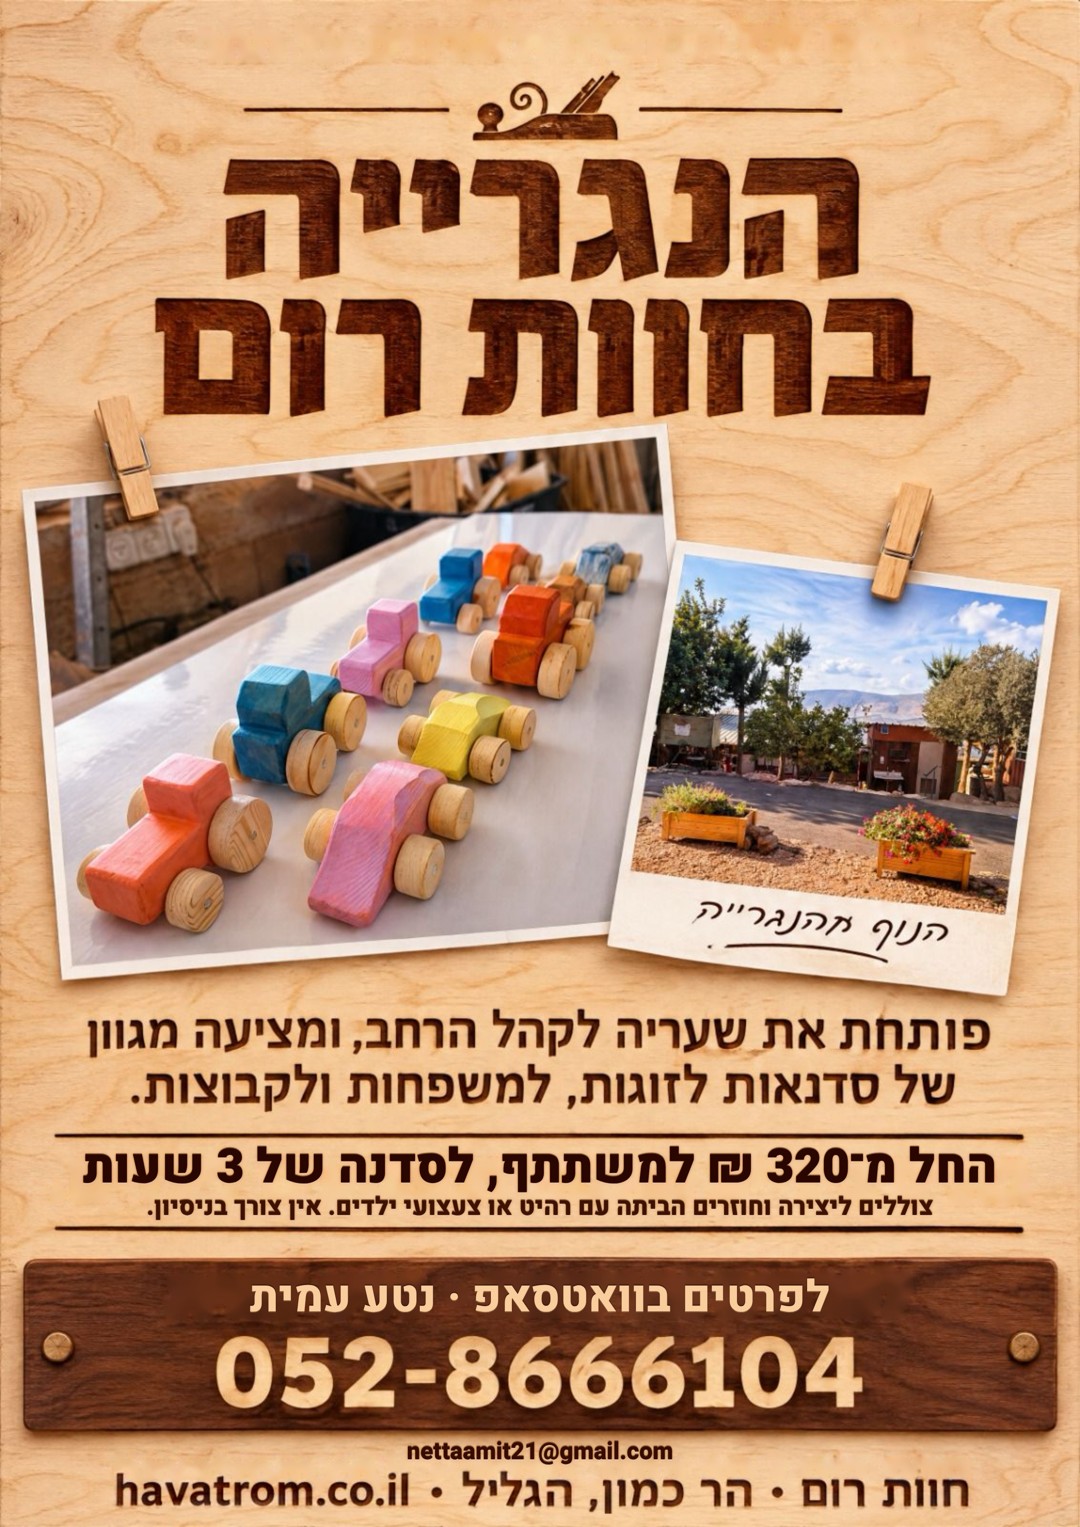 הנגרייה
בחוות רום
הנוף מהנגרייה
פותחת את שעריה לקהל הרחב, ומציעה מגוון
של סדנאות לזוגות, למשפחות ולקבוצות.
החל מ־320 ₪ למשתתף, לסדנה של 3 שעות
צוללים ליצירה וחוזרים הביתה עם רהיט או צעצועי ילדים. אין צורך בניסיון.
לפרטים בוואטסאפ · נטע עמית
052-8666104
nettaamit21@gmail.com
חוות רום • הר כמון, הגליל • havatrom.co.il